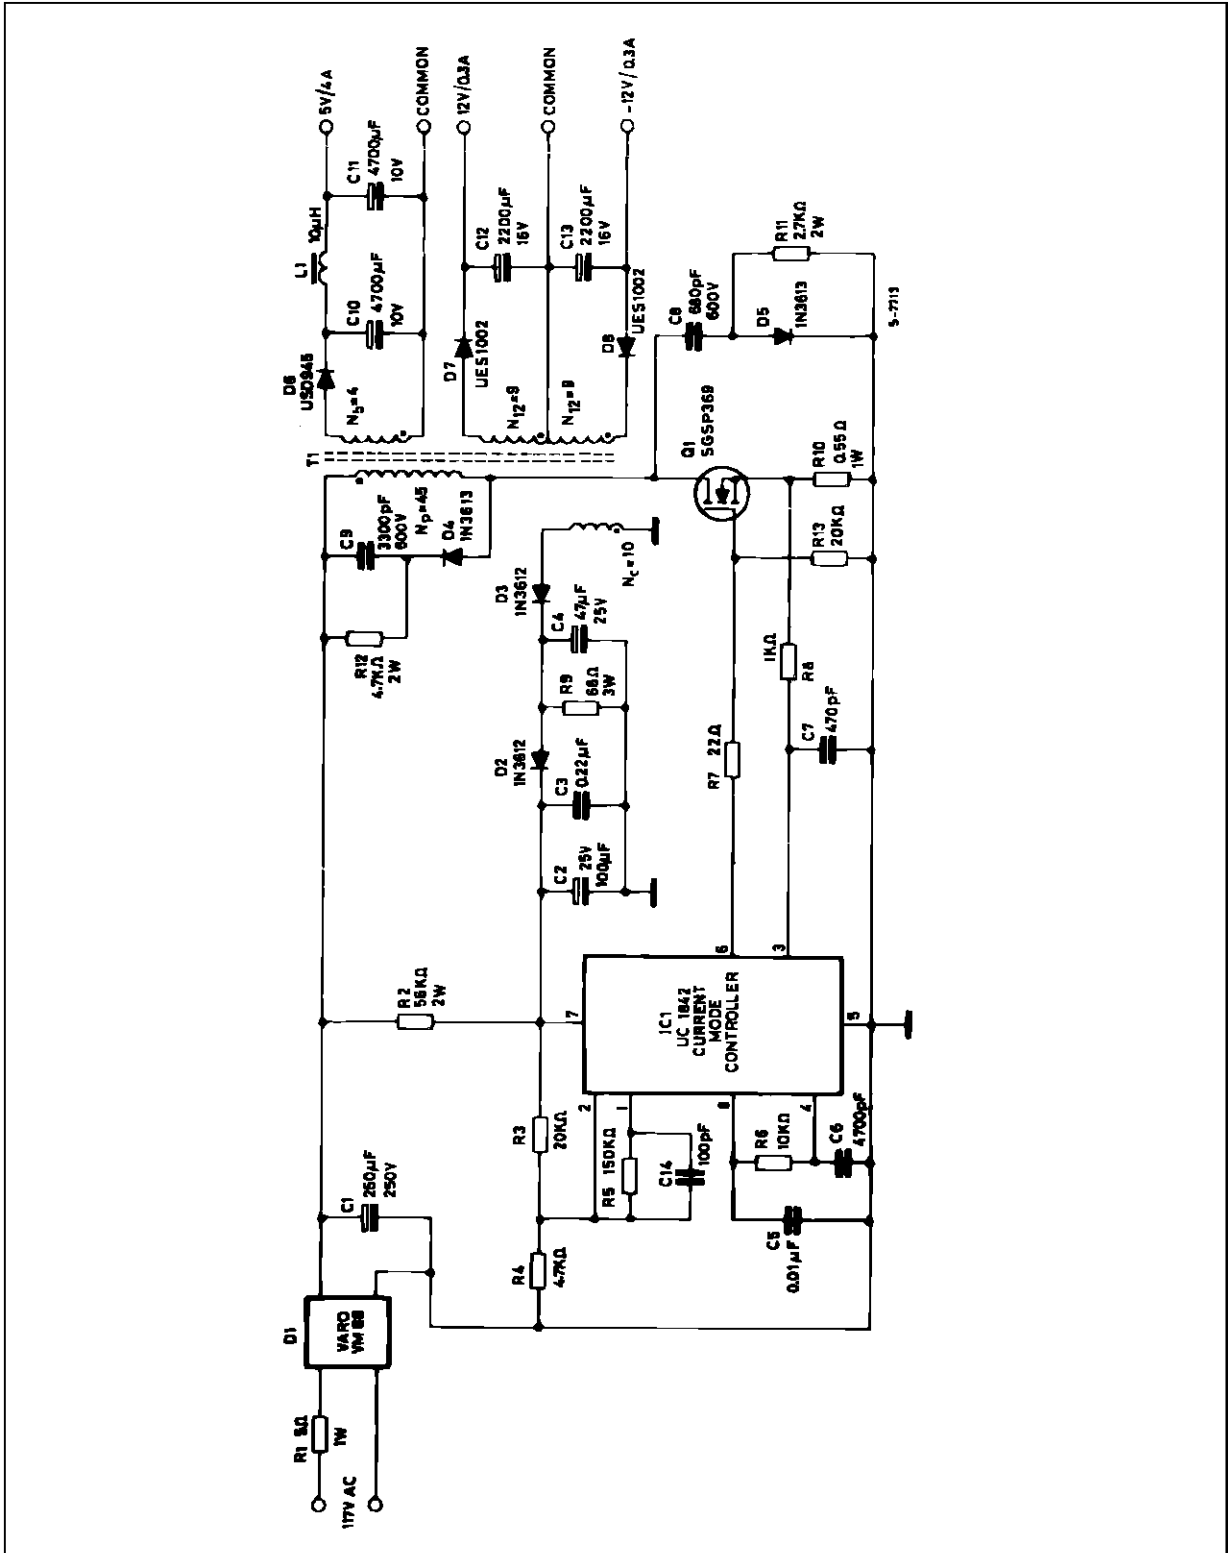 117V AC
R1 5Ω
1W
D1
VARO
VM 68
C1
250µF
250V
R2
56KΩ
2W
R12
4.7KΩ
2W
C9
3300pF
600V
Np=45
D4
1N3613
T1
D6
USD945
N5=4
C10
4700µF
10V
L1
10µH
C11
4700µF
10V
5V/4A
COMMON
D7
UES1002
N12=9
N12=9
C12
2200µF
16V
C13
2200µF
16V
D8
UES1002
12V/0.3A
COMMON
-12V/0.3A
R4
4.7KΩ
R3
20KΩ
C2
25V
100µF
C3
0.22µF
D2
1N3612
R9
68Ω
3W
C4
47µF
25V
D3
1N3612
Nc=10
R5 150KΩ
C14
100pF
2
1
8
4
7
6
3
5
IC1
UC 1842
CURRENT
MODE
CONTROLLER
R7 22Ω
Q1
SGSP369
C8
680pF
600V
1KΩ
R8
C7
470pF
R13
20KΩ
R10
0.55Ω
1W
D5
1N3613
R11
2.7KΩ
2W
C5
0.01µF
R6
10KΩ
C6
4700pF